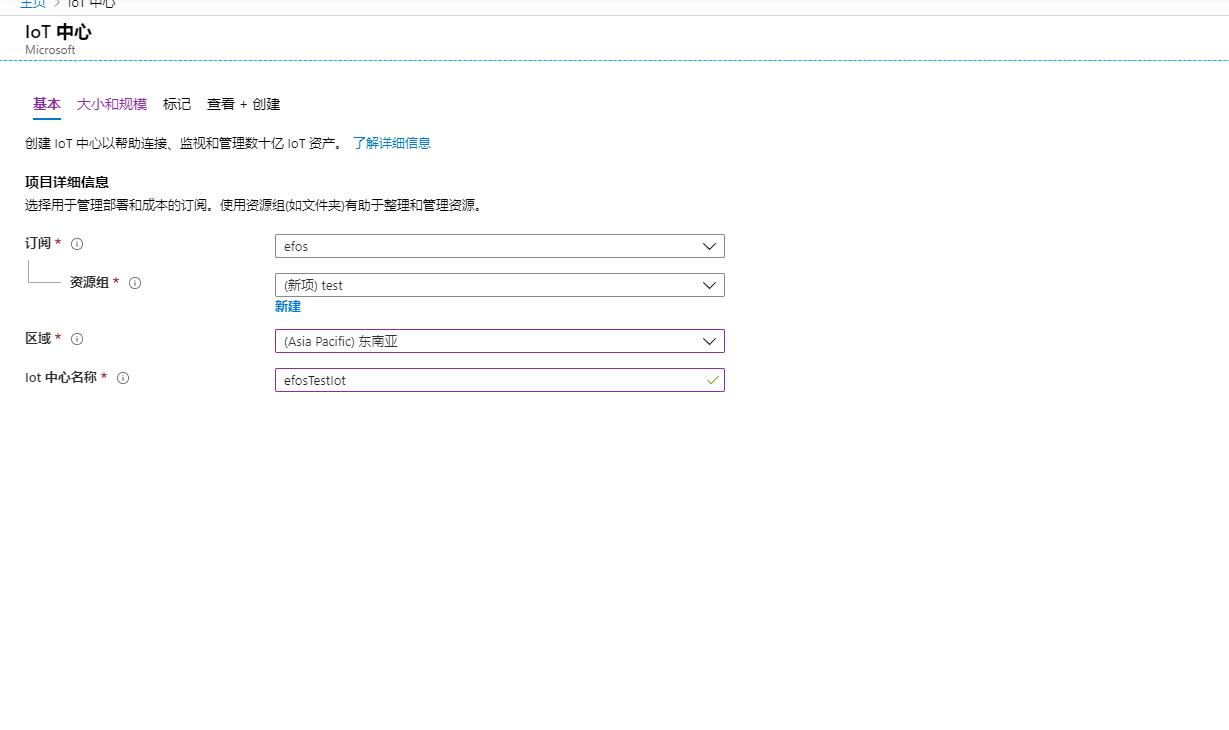 主页 > IoT 中心
IoT 中心
Microsoft
基本 大小和规模 标记 查看 + 创建
创建 IoT 中心以帮助连接、监视和管理数十亿 IoT 资产。 了解详细信息
项目详细信息
选择用于管理部署和成本的订阅。使用资源组(如文件夹)有助于整理和管理资源。
订阅 * efos
资源组 * (新项) test
新建
区域 * (Asia Pacific) 东南亚
Iot 中心名称 * efosTestIot